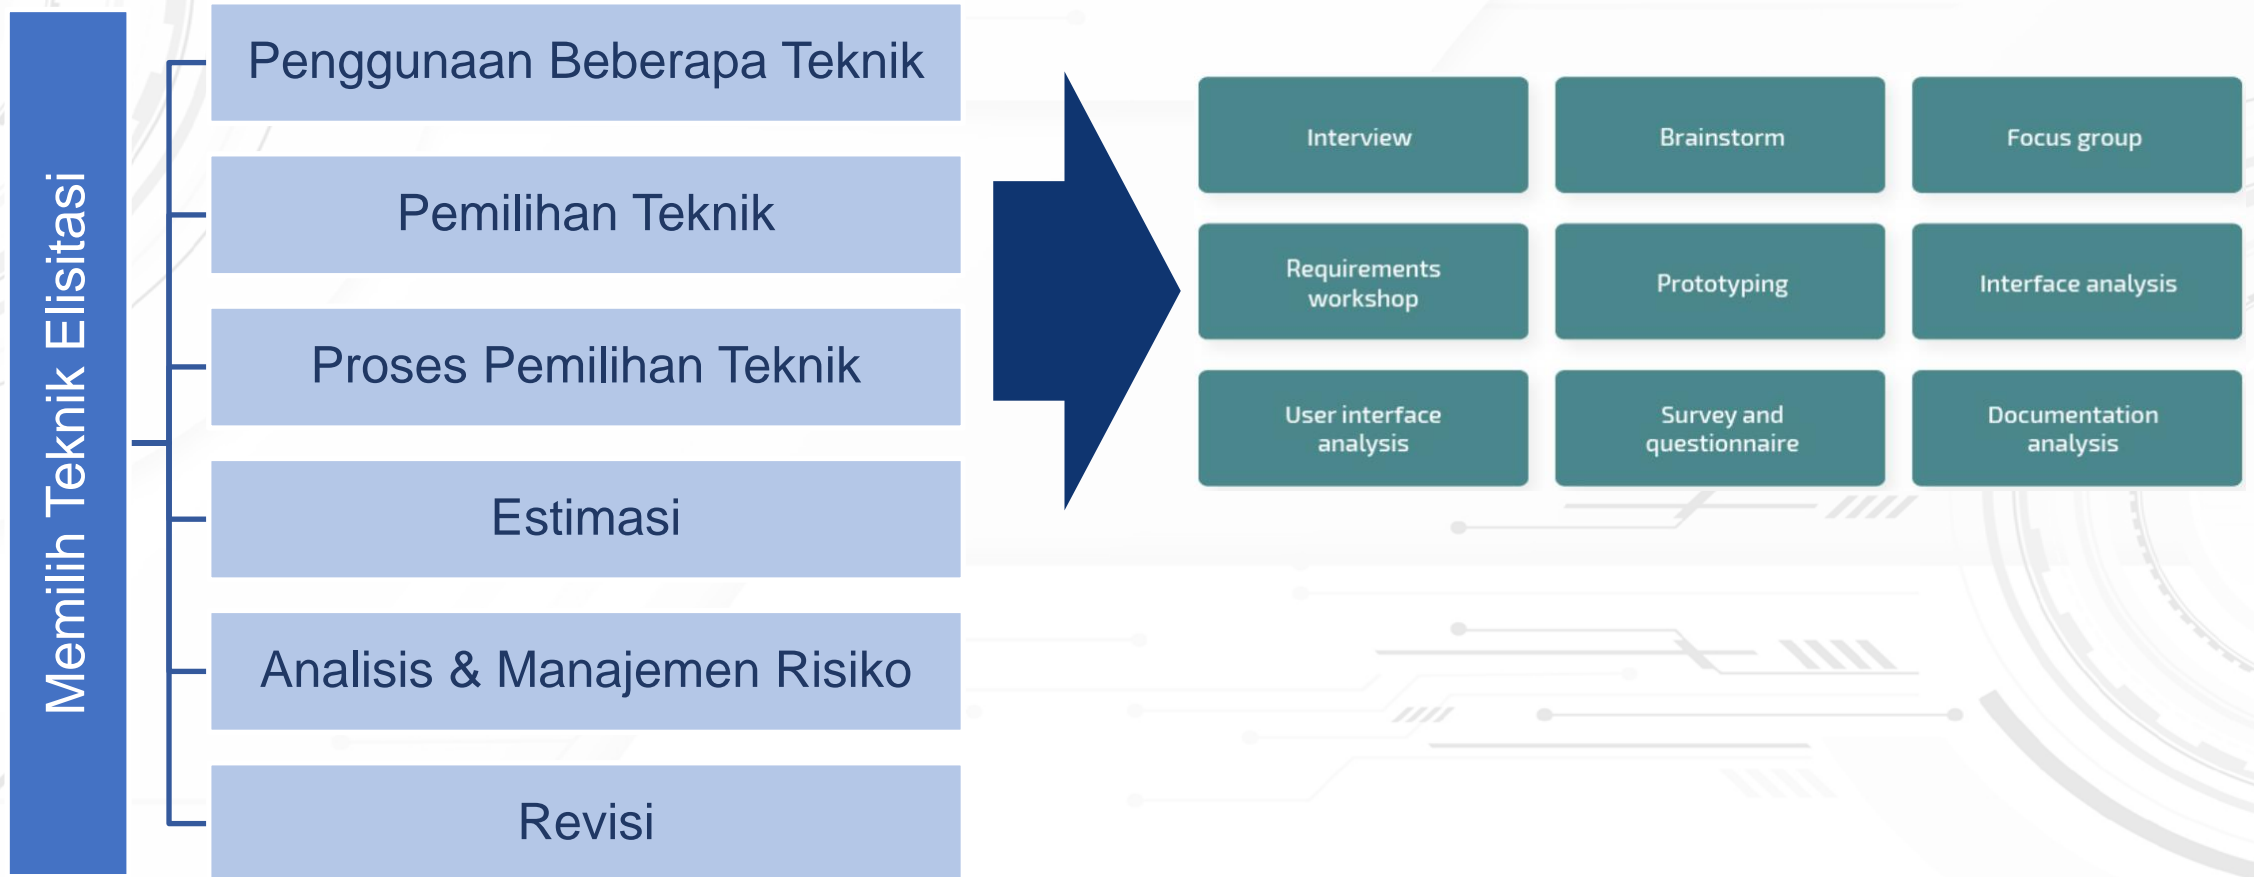 Memilih Teknik Elisitasi
Penggunaan Beberapa Teknik
Pemilihan Teknik
Proses Pemilihan Teknik
Estimasi
Analisis & Manajemen Risiko
Revisi
Interview
Brainstorm
Focus group
Requirements
workshop
Prototyping
Interface analysis
User interface
analysis
Survey and
questionnaire
Documentation
analysis